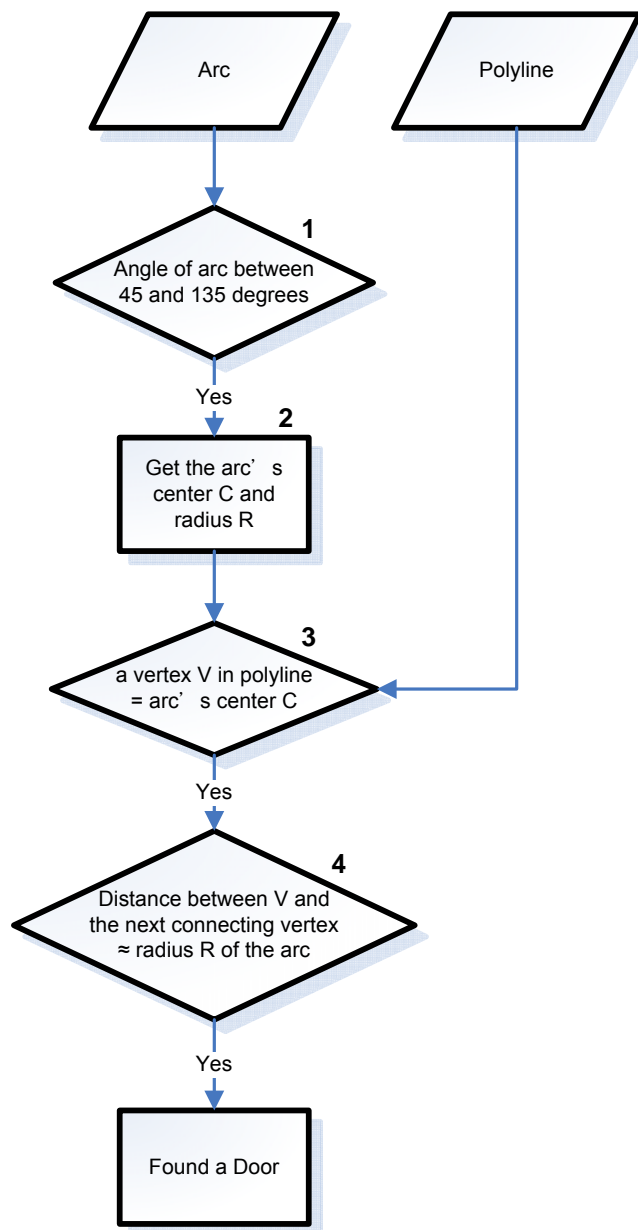 Arc
Polyline
1
Angle of arc between
45 and 135 degrees
Yes
2
Get the arc’ s
center C and
radius R
3
a vertex V in polyline
= arc’ s center C
Yes
4
Distance between V and
the next connecting vertex
≈ radius R of the arc
Yes
Found a Door